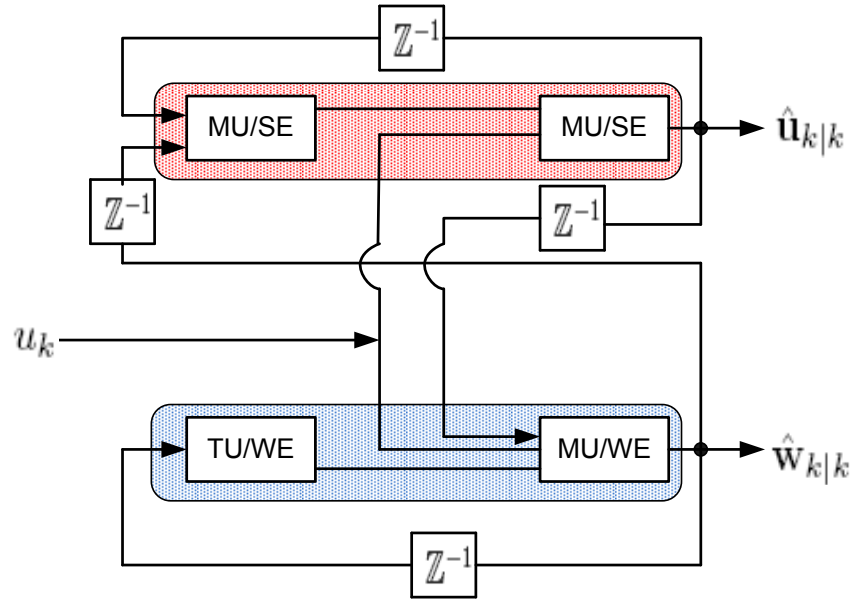 ℤ⁻¹
MU/SE MU/SE û_{k|k}
ℤ⁻¹ ℤ⁻¹
u_k
TU/WE MU/WE ŵ_{k|k}
ℤ⁻¹